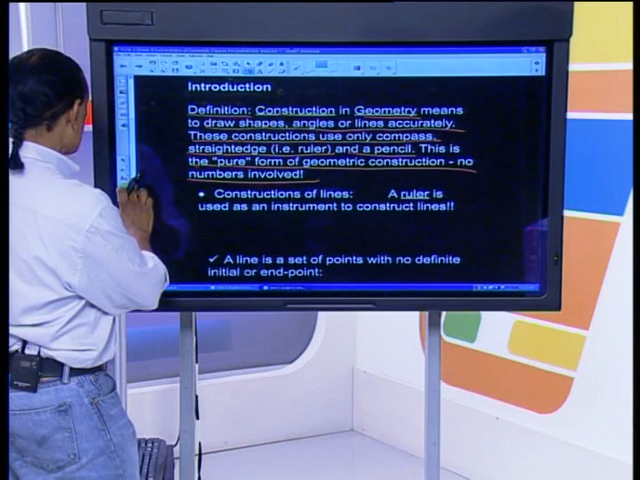 Introduction
Definition: Construction in Geometry means
to draw shapes, angles or lines accurately.
These constructions use only compass,
straightedge (i.e. ruler) and a pencil. This is
the "pure" form of geometric construction - no
numbers involved!
• Constructions of lines: A ruler is
used as an instrument to construct lines!!
✓ A line is a set of points with no definite
initial or end-point: